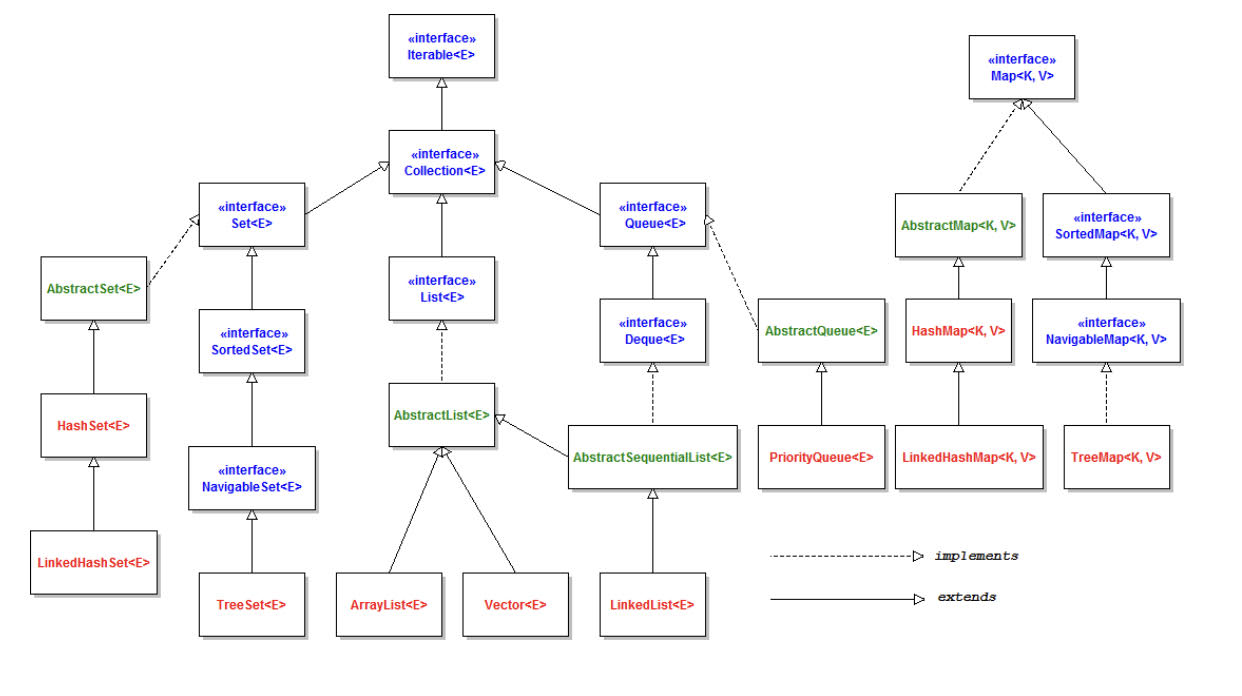 «interface»
Iterable<E>
«interface»
Map<K, V>
«interface»
Collection<E>
«interface»
Set<E>
«interface»
Queue<E>
AbstractMap<K, V>
«interface»
SortedMap<K, V>
AbstractSet<E>
«interface»
List<E>
«interface»
SortedSet<E>
«interface»
Deque<E>
AbstractQueue<E>
HashMap<K, V>
«interface»
NavigableMap<K, V>
HashSet<E>
AbstractList<E>
«interface»
NavigableSet<E>
AbstractSequentialList<E>
PriorityQueue<E>
LinkedHashMap<K, V>
TreeMap<K, V>
LinkedHashSet<E>
TreeSet<E>
ArrayList<E>
Vector<E>
LinkedList<E>
implements
extends